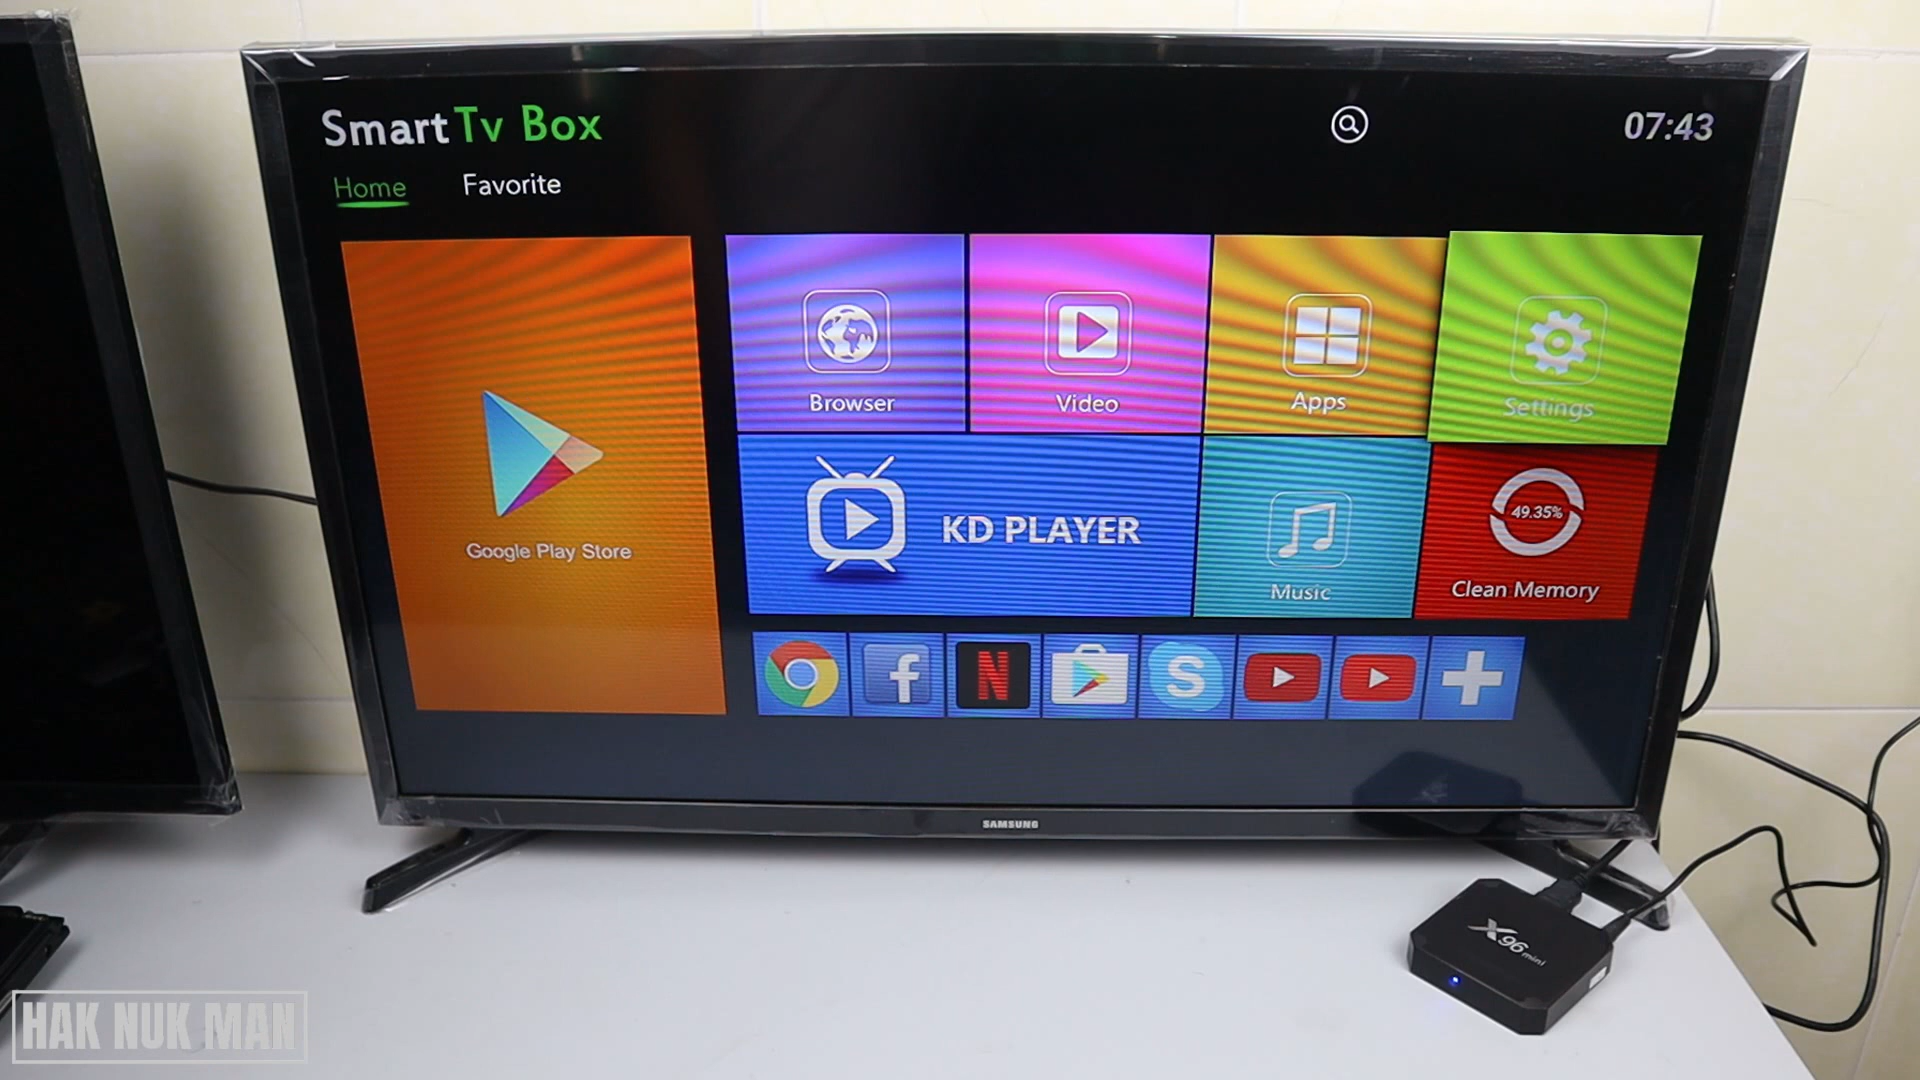 Smart Tv Box
07:43
Home
Favorite
Browser
Video
Apps
Settings
Google Play Store
KD PLAYER
Music
49.35%
Clean Memory
f
N
S
SAMSUNG
X96 mini
HAK NUK MAN